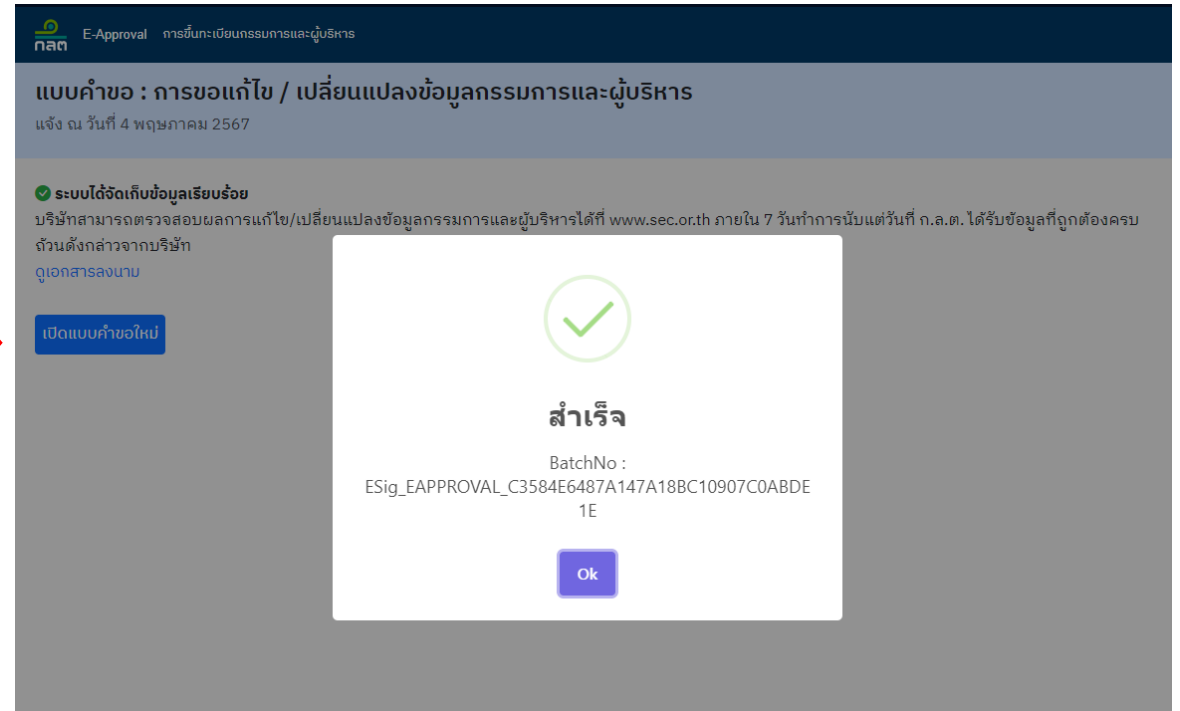 กลต E-Approval การขึ้นทะเบียนกรรมการและผู้บริหาร
แบบคำขอ : การขอแก้ไข / เปลี่ยนแปลงข้อมูลกรรมการและผู้บริหาร
แจ้ง ณ วันที่ 4 พฤษภาคม 2567
ระบบได้จัดเก็บข้อมูลเรียบร้อย
บริษัทสามารถตรวจสอบผลการแก้ไข/เปลี่ยนแปลงข้อมูลกรรมการและผู้บริหารได้ที่ www.sec.or.th ภายใน 7 วันทำการนับแต่วันที่ ก.ล.ต. ได้รับข้อมูลที่ถูกต้องครบ
ถ้วนดังกล่าวจากบริษัท
ดูเอกสารลงนาม
เปิดแบบคำขอใหม่
สำเร็จ
BatchNo :
ESig_EAPPROVAL_C3584E6487A147A18BC10907C0ABDE
1E
Ok